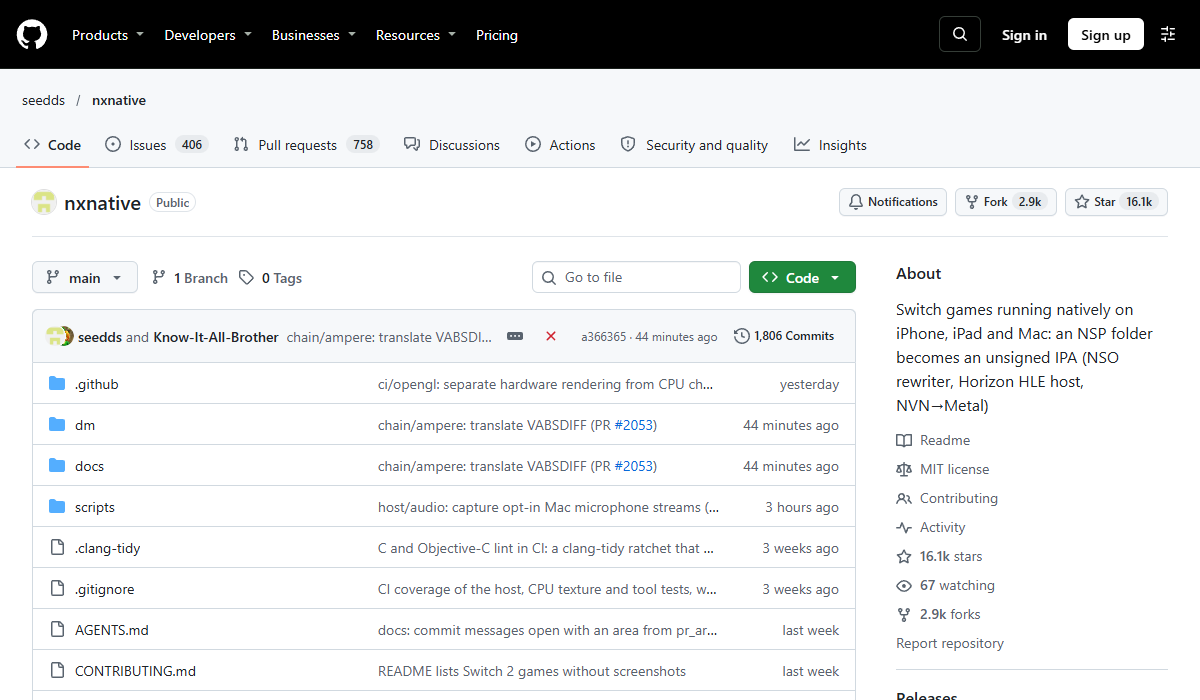 Products Developers Businesses Resources Pricing Sign in Sign up
seedds / nxnative
Code Issues 406 Pull requests 758 Discussions Actions Security and quality Insights
nxnative Public Notifications Fork 2.9k Star 16.1k
main 1 Branch 0 Tags Go to file Code
seedds and Know-It-All-Brother chain/ampere: translate VABSDI... a366365 · 44 minutes ago 1,806 Commits
.github ci/opengl: separate hardware rendering from CPU ch... yesterday
dm chain/ampere: translate VABSDIFF (PR #2053) 44 minutes ago
docs chain/ampere: translate VABSDIFF (PR #2053) 44 minutes ago
scripts host/audio: capture opt-in Mac microphone streams (... 3 hours ago
.clang-tidy C and Objective-C lint in CI: a clang-tidy ratchet that ... 3 weeks ago
.gitignore CI coverage of the host, CPU texture and tool tests, w... 3 weeks ago
AGENTS.md docs: commit messages open with an area from pr_ar... last week
CONTRIBUTING.md README lists Switch 2 games without screenshots last week
About
Switch games running natively on
iPhone, iPad and Mac: an NSP folder
becomes an unsigned IPA (NSO
rewriter, Horizon HLE host,
NVN→Metal)
Readme
MIT license
Contributing
Activity
16.1k stars
67 watching
2.9k forks
Report repository
Releases